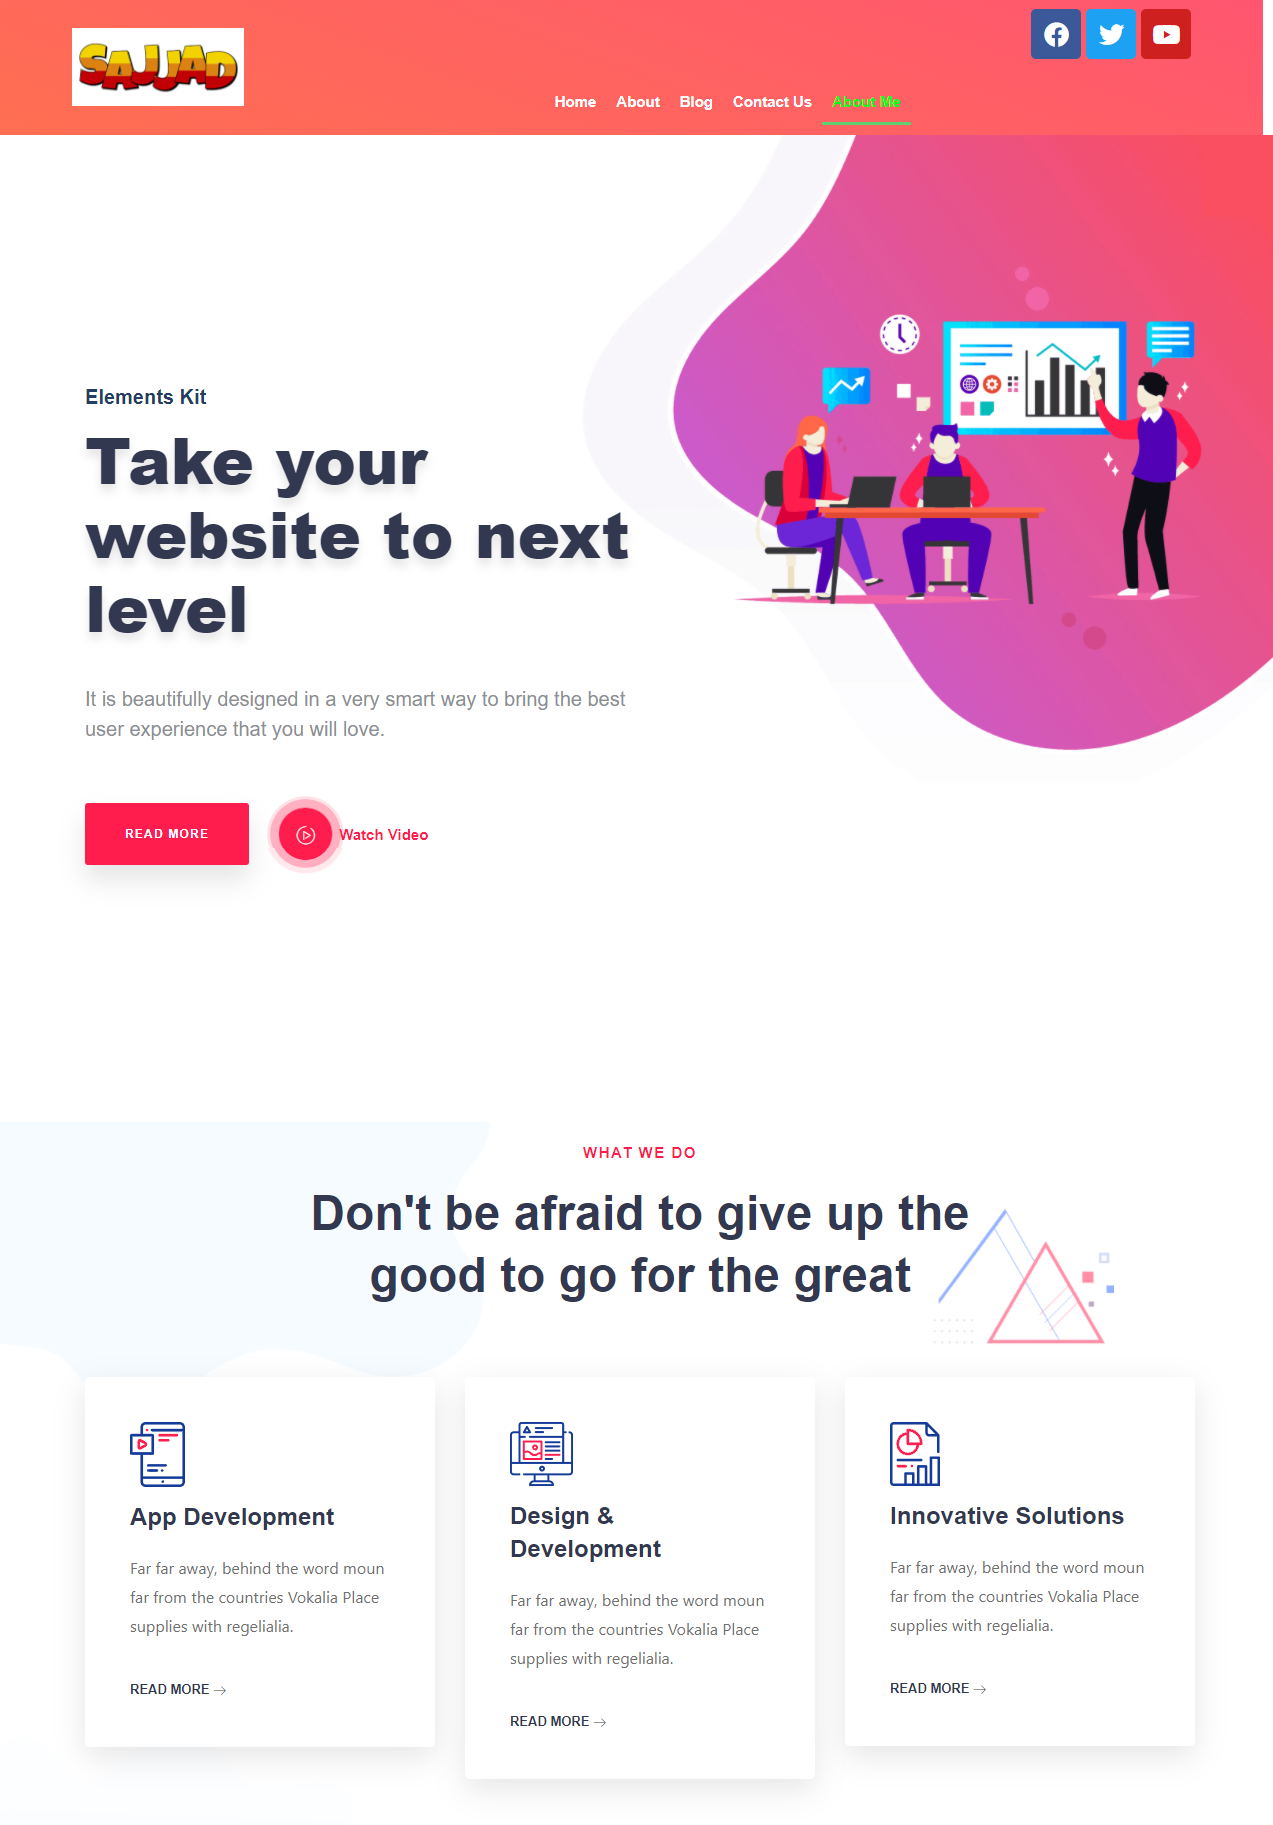 SAJJAD
Home About Blog Contact Us About Me
Elements Kit
Take your
website to next
level
It is beautifully designed in a very smart way to bring the best
user experience that you will love.
READ MORE
Watch Video
WHAT WE DO
Don't be afraid to give up the
good to go for the great
App Development
Far far away, behind the word moun
far from the countries Vokalia Place
supplies with regelialia.
READ MORE
Design &
Development
Far far away, behind the word moun
far from the countries Vokalia Place
supplies with regelialia.
READ MORE
Innovative Solutions
Far far away, behind the word moun
far from the countries Vokalia Place
supplies with regelialia.
READ MORE